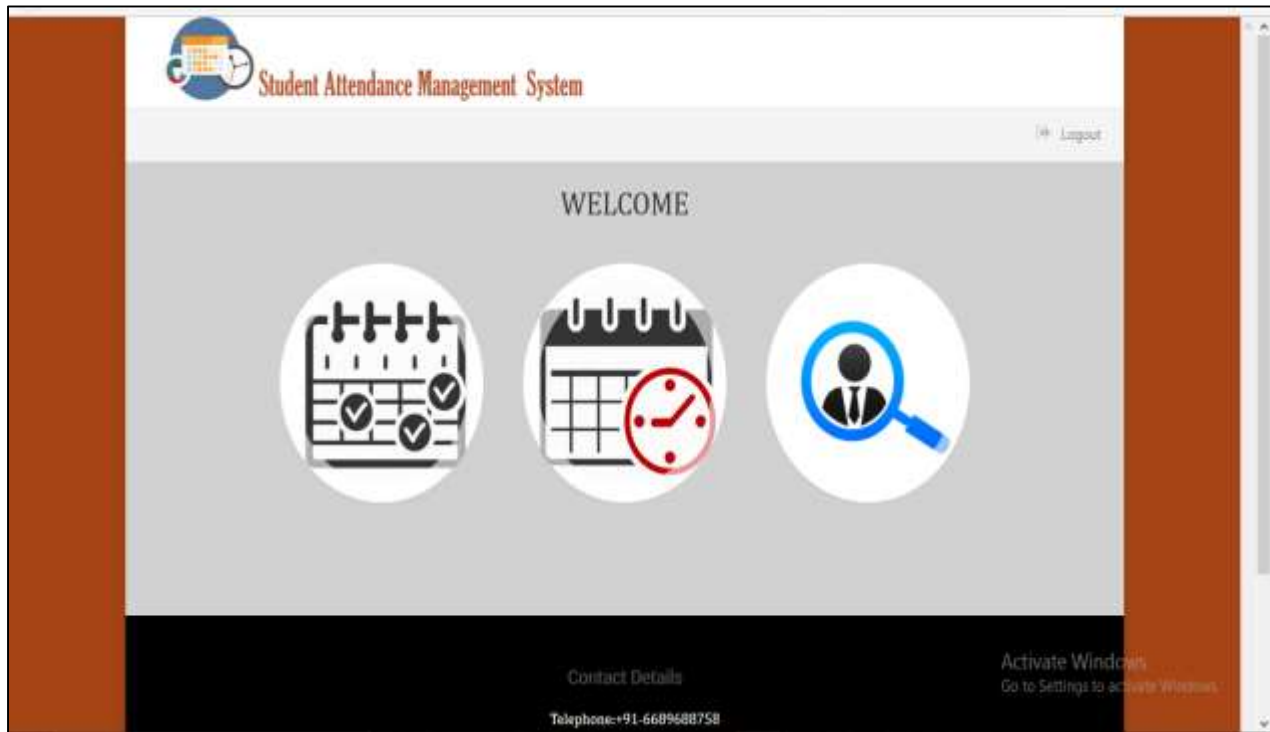 Student Attendance Management System
Logout
WELCOME
Contact Details
Telephone:+91-6689688758
Activate Windows
Go to Settings to activate Windows.